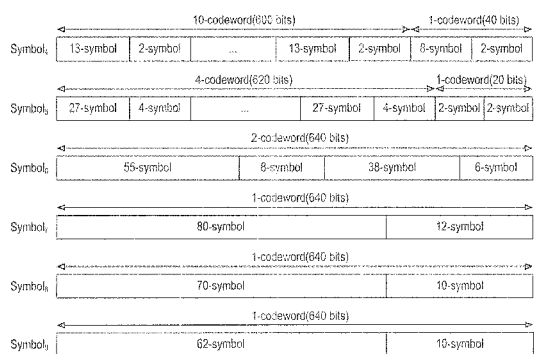 10-codeword(600 bits) 1-codeword(40 bits)
Symbol₄ 13-symbol 2-symbol ... 13-symbol 2-symbol 8-symbol 2-symbol
4-codeword(620 bits) 1-codeword(20 bits)
Symbol₅ 27-symbol 4-symbol ... 27-symbol 4-symbol 2-symbol 2-symbol
2-codeword(640 bits)
Symbol₆ 55-symbol 8-symbol 38-symbol 6-symbol
1-codeword(640 bits)
Symbol₇ 80-symbol 12-symbol
1-codeword(640 bits)
Symbol₈ 70-symbol 10-symbol
1-codeword(640 bits)
Symbol₉ 62-symbol 10-symbol